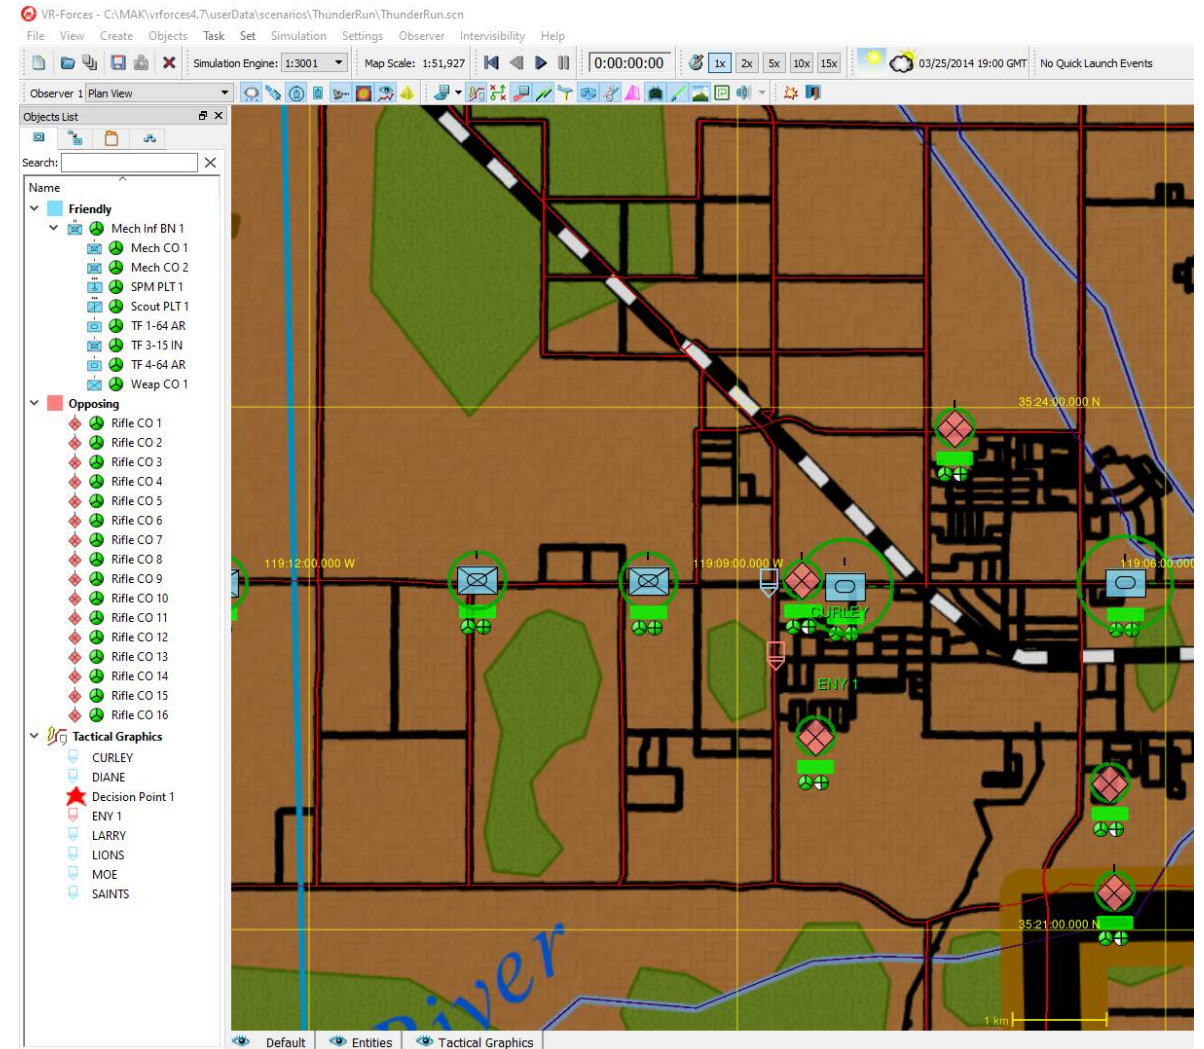 VR-Forces - C:\MAK\vrforces4.7\userData\scenarios\ThunderRun\ThunderRun.scn
File View Create Objects Task Set Simulation Settings Observer Intervisibility Help
Simulation Engine: 1:3001 Map Scale: 1:51,927 0:00:00:00 1x 2x 5x 10x 15x 03/25/2014 19:00 GMT No Quick Launch Events
Observer 1 Plan View
Objects List
Search:
Name
Friendly
Mech Inf BN 1
Mech CO 1
Mech CO 2
SPM PLT 1
Scout PLT 1
TF 1-64 AR
TF 3-15 IN
TF 4-64 AR
Weap CO 1
Opposing
Rifle CO 1
Rifle CO 2
Rifle CO 3
Rifle CO 4
Rifle CO 5
Rifle CO 6
Rifle CO 7
Rifle CO 8
Rifle CO 9
Rifle CO 10
Rifle CO 11
Rifle CO 12
Rifle CO 13
Rifle CO 14
Rifle CO 15
Rifle CO 16
Tactical Graphics
CURLEY
DIANE
Decision Point 1
ENY 1
LARRY
LIONS
MOE
SAINTS
35:24:00.000 N
119:12:00.000 W 119:09:00.000 W 119:06:00.000
CURLEY
ENY 1
35:21:00.000 N
River
1 km
Default Entities Tactical Graphics